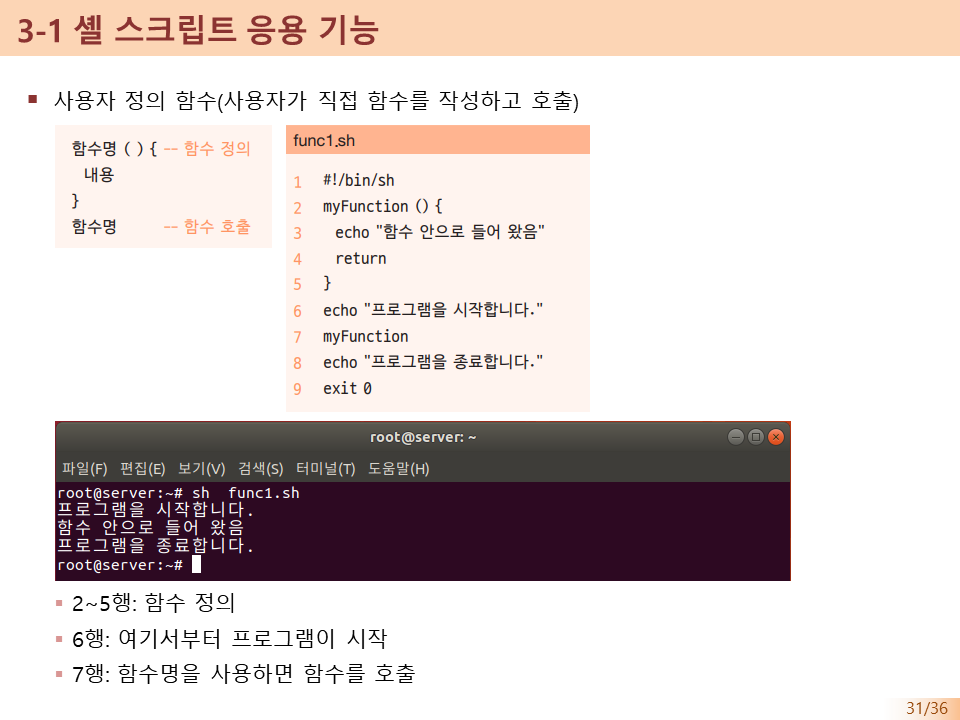 3-1 셸 스크립트 응용 기능
▪ 사용자 정의 함수(사용자가 직접 함수를 작성하고 호출)
함수명 ( ) { -- 함수 정의
내용
}
함수명 -- 함수 호출
func1.sh
1 #!/bin/sh
2 myFunction () {
3 echo "함수 안으로 들어 왔음"
4 return
5 }
6 echo "프로그램을 시작합니다."
7 myFunction
8 echo "프로그램을 종료합니다."
9 exit 0
root@server: ~
파일(F) 편집(E) 보기(V) 검색(S) 터미널(T) 도움말(H)
root@server:~# sh  func1.sh
프로그램을 시작합니다.
함수 안으로 들어 왔음
프로그램을 종료합니다.
root@server:~#
▪ 2~5행: 함수 정의
▪ 6행: 여기서부터 프로그램이 시작
▪ 7행: 함수명을 사용하면 함수를 호출
31/36